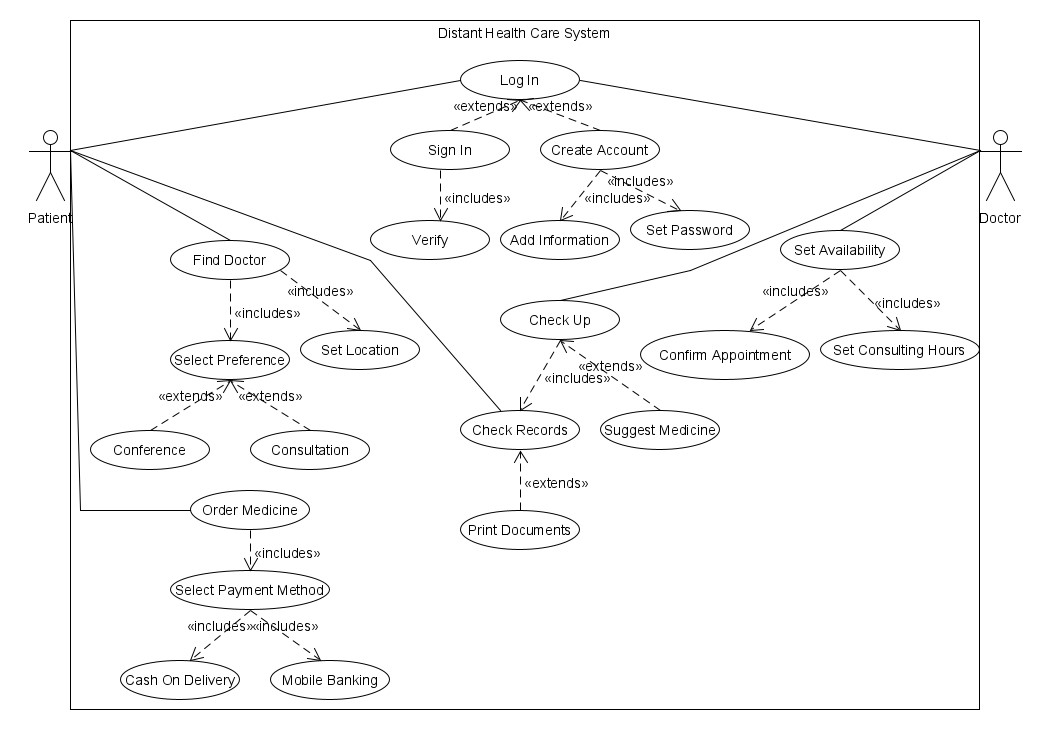 Distant Health Care System
Log In
«extends» «extends»
Sign In
Create Account
«includes»
«includes»
«includes»
Patient
Doctor
Verify
Add Information
Set Password
Find Doctor
Set Availability
«includes»
«includes»
«includes»
«includes»
Check Up
Select Preference
Set Location
Confirm Appointment
Set Consulting Hours
«extends»
«includes»
«extends» «extends»
Conference
Consultation
Check Records
Suggest Medicine
«extends»
Order Medicine
Print Documents
«includes»
Select Payment Method
«includes» «includes»
Cash On Delivery
Mobile Banking